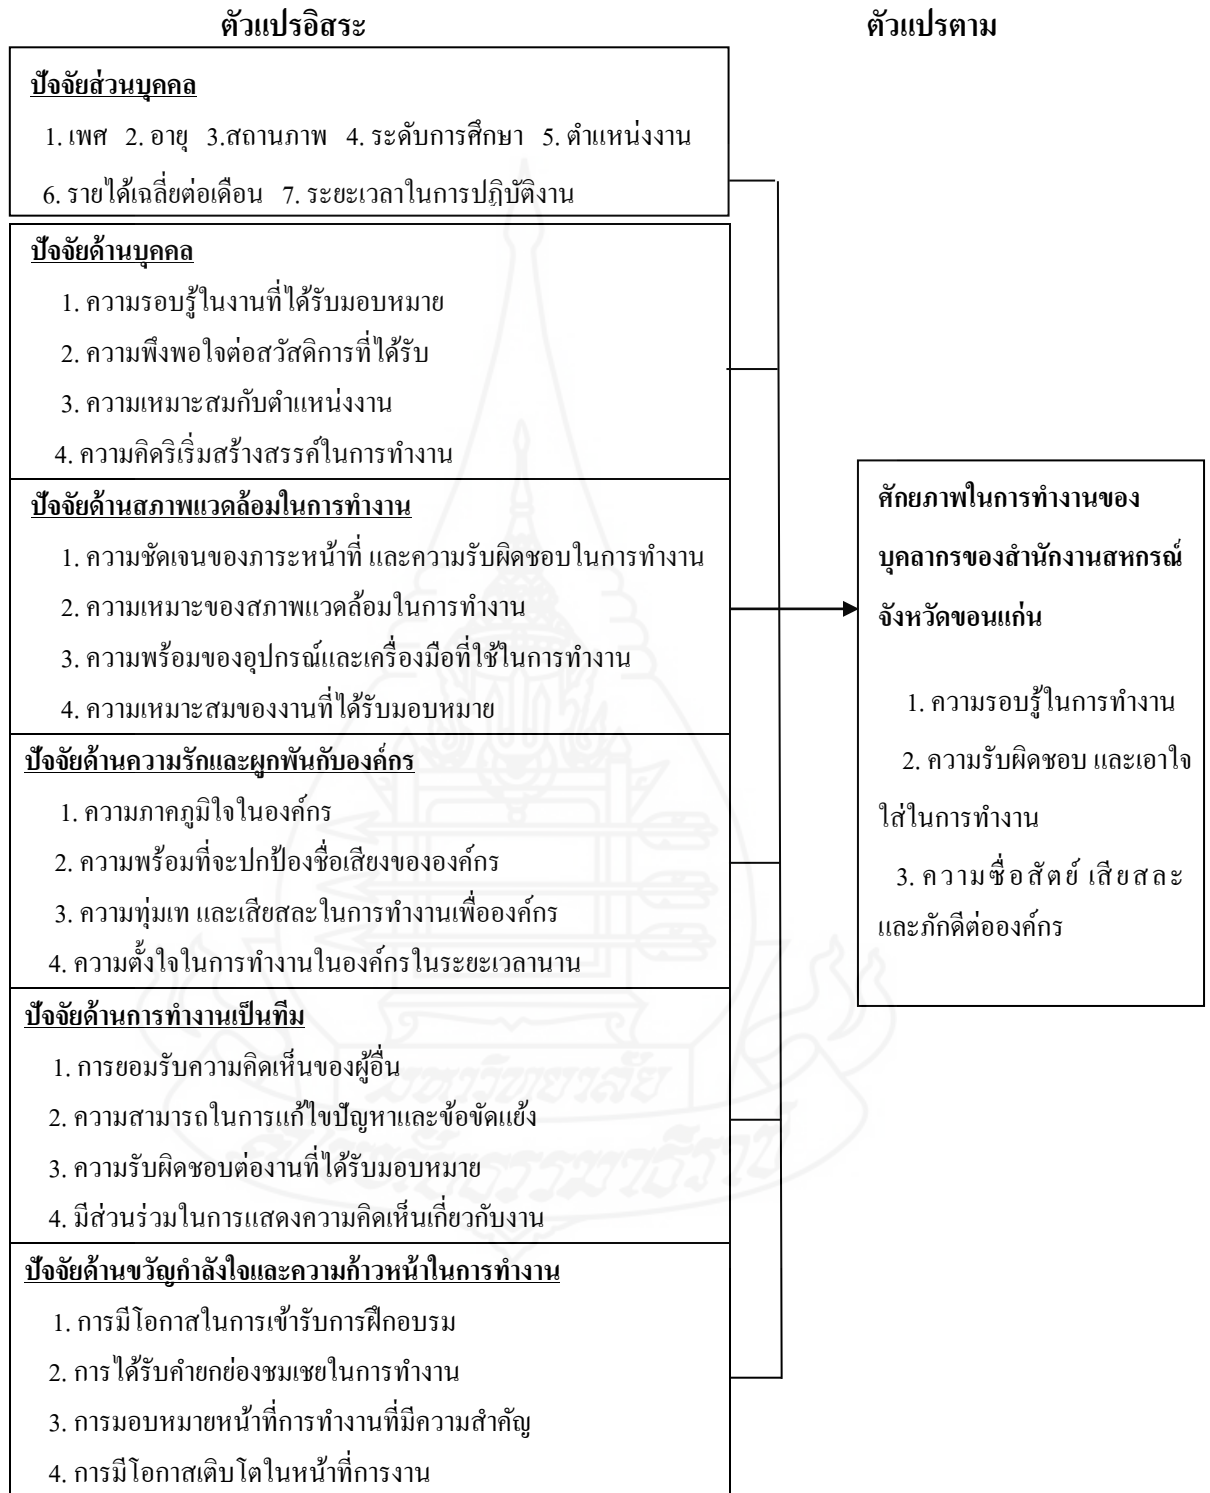 ตัวแปรอิสระ
ตัวแปรตาม
ปัจจัยส่วนบุคคล
1. เพศ 2. อายุ 3.สถานภาพ 4. ระดับการศึกษา 5. ตำแหน่งงาน
6. รายได้เฉลี่ยต่อเดือน 7. ระยะเวลาในการปฏิบัติงาน
ปัจจัยด้านบุคคล
1. ความรอบรู้ในงานที่ได้รับมอบหมาย
2. ความพึงพอใจต่อสวัสดิการที่ได้รับ
3. ความเหมาะสมกับตำแหน่งงาน
4. ความคิดริเริ่มสร้างสรรค์ในการทำงาน
ปัจจัยด้านสภาพแวดล้อมในการทำงาน
1. ความชัดเจนของภาระหน้าที่ และความรับผิดชอบในการทำงาน
2. ความเหมาะของสภาพแวดล้อมในการทำงาน
3. ความพร้อมของอุปกรณ์และเครื่องมือที่ใช้ในการทำงาน
4. ความเหมาะสมของงานที่ได้รับมอบหมาย
ปัจจัยด้านความรักและผูกพันกับองค์กร
1. ความภาคภูมิใจในองค์กร
2. ความพร้อมที่จะปกป้องชื่อเสียงขององค์กร
3. ความทุ่มเท และเสียสละในการทำงานเพื่อองค์กร
4. ความตั้งใจในการทำงานในองค์กรในระยะเวลานาน
ปัจจัยด้านการทำงานเป็นทีม
1. การยอมรับความคิดเห็นของผู้อื่น
2. ความสามารถในการแก้ไขปัญหาและข้อขัดแย้ง
3. ความรับผิดชอบต่องานที่ได้รับมอบหมาย
4. มีส่วนร่วมในการแสดงความคิดเห็นเกี่ยวกับงาน
ปัจจัยด้านขวัญกำลังใจและความก้าวหน้าในการทำงาน
1. การมีโอกาสในการเข้ารับการฝึกอบรม
2. การได้รับคำยกย่องชมเชยในการทำงาน
3. การมอบหมายหน้าที่การทำงานที่มีความสำคัญ
4. การมีโอกาสเติบโตในหน้าที่การงาน
ศักยภาพในการทำงานของ
บุคลากรของสำนักงานสหกรณ์
จังหวัดขอนแก่น
1. ความรอบรู้ในการทำงาน
2. ความรับผิดชอบ และเอาใจ
ใส่ในการทำงาน
3. ความซื่อสัตย์ เสียสละ
และภักดีต่อองค์กร
มหาวิทยาลัย
สุโขทัยธรรมาธิราช